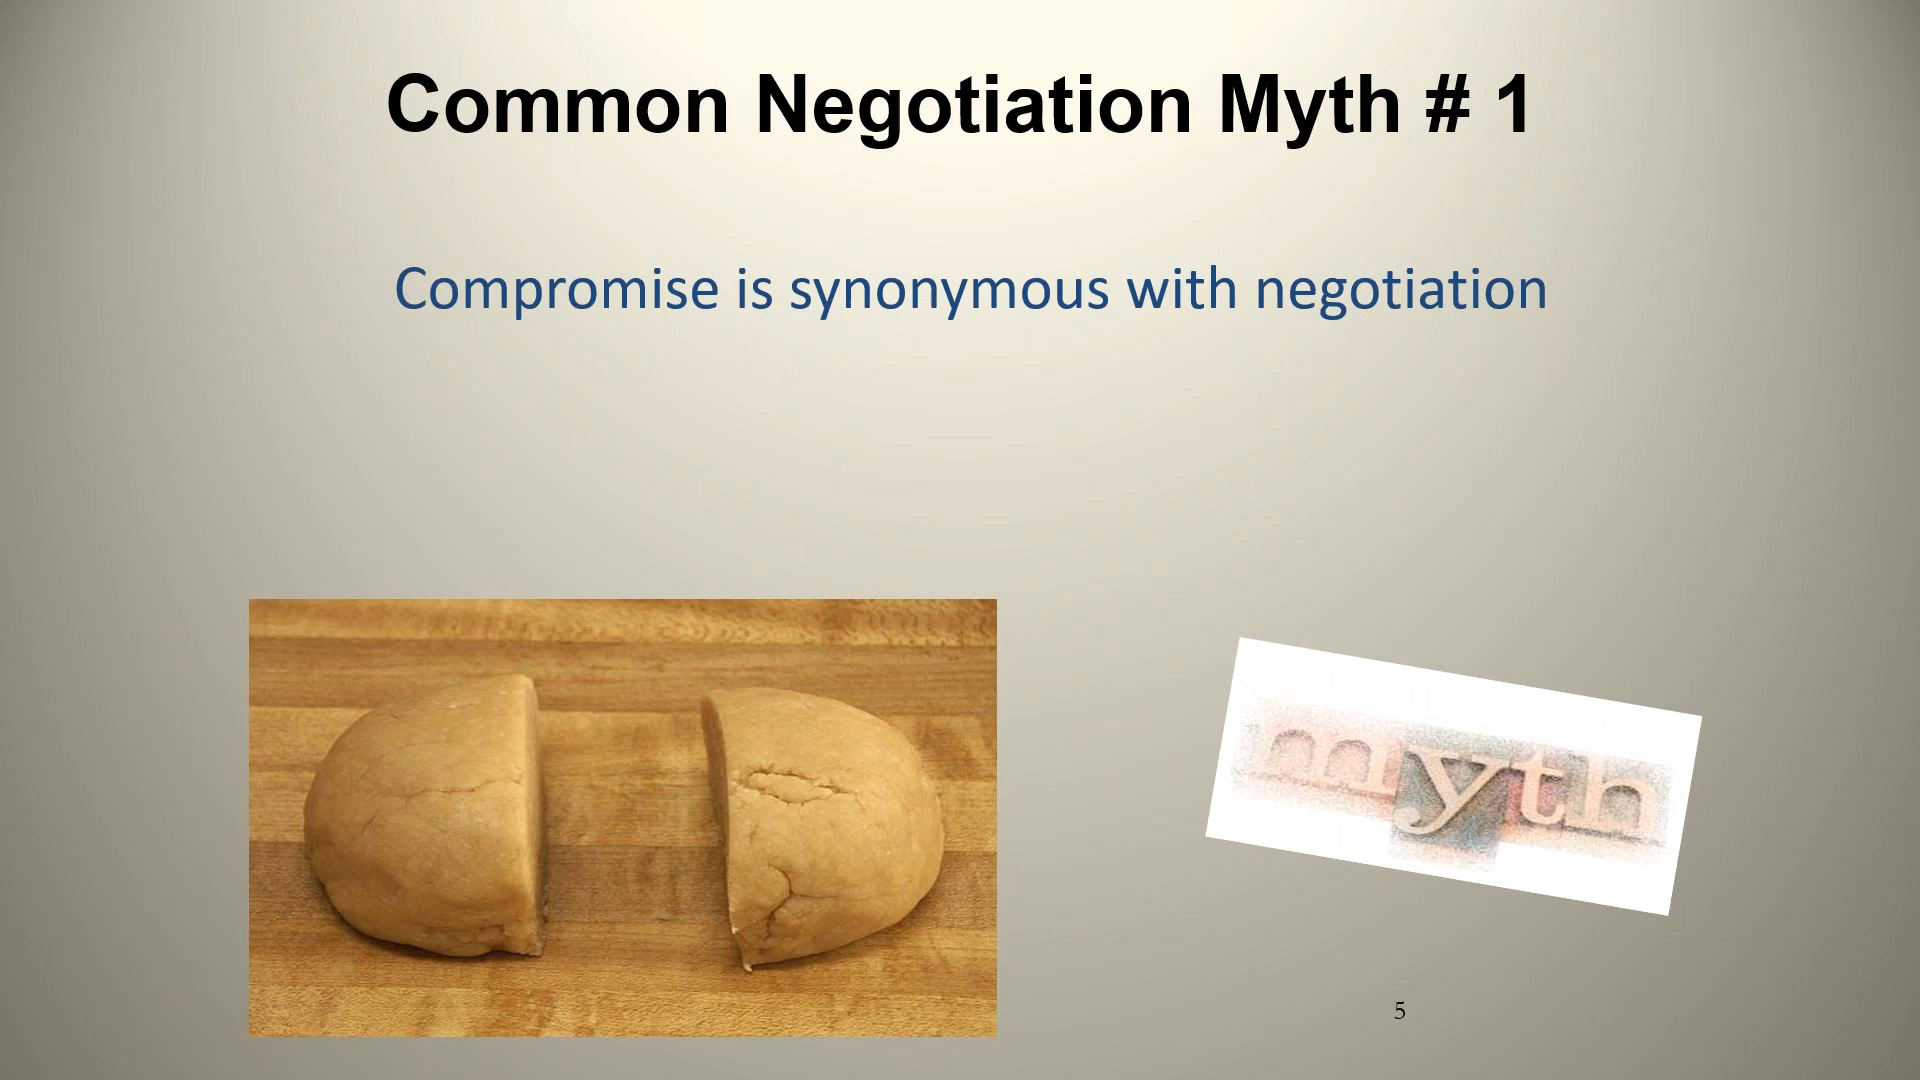 Common Negotiation Myth # 1
Compromise is synonymous with negotiation
myth
5